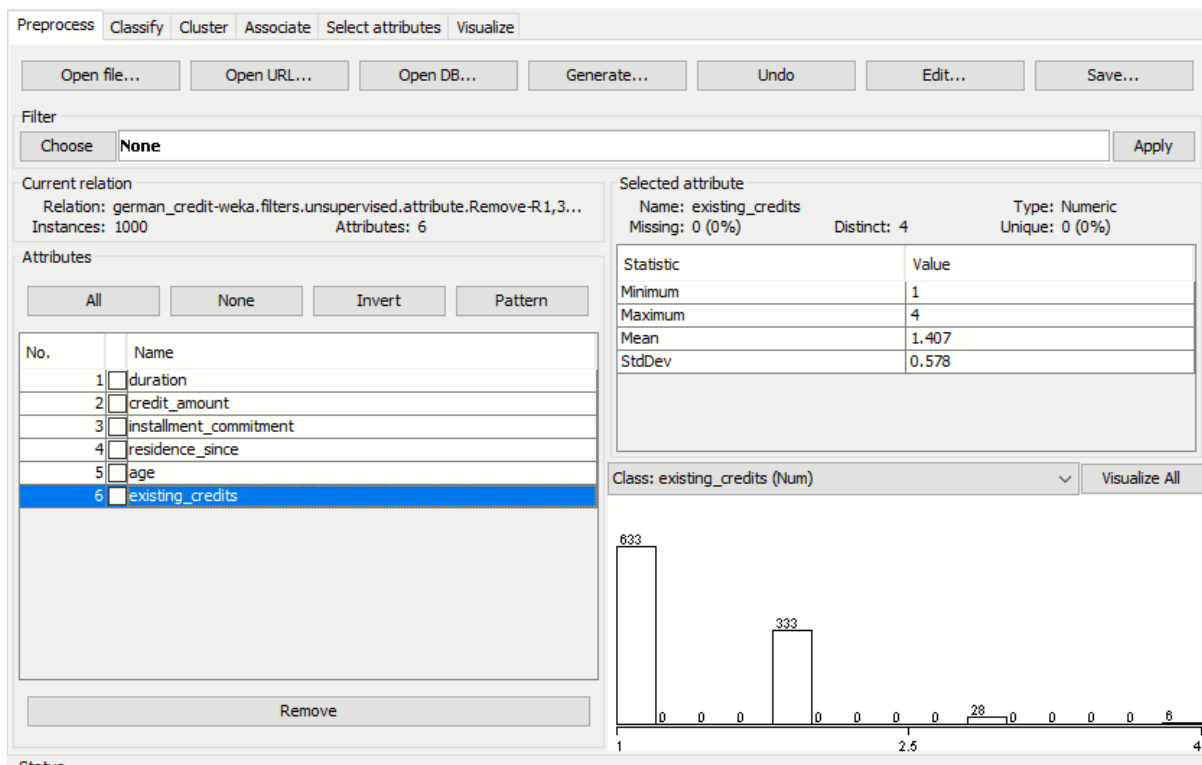 Preprocess Classify Cluster Associate Select attributes Visualize
Open file... Open URL... Open DB... Generate... Undo Edit... Save...
Filter
Choose None Apply
Current relation
Relation: german_credit-weka.filters.unsupervised.attribute.Remove-R1,3...
Instances: 1000 Attributes: 6
Attributes
All None Invert Pattern
No. Name
1 duration
2 credit_amount
3 installment_commitment
4 residence_since
5 age
6 existing_credits
Remove
Selected attribute
Name: existing_credits Type: Numeric
Missing: 0 (0%) Distinct: 4 Unique: 0 (0%)
Statistic Value
Minimum 1
Maximum 4
Mean 1.407
StdDev 0.578
Class: existing_credits (Num) Visualize All
633
333
0 0 0 0 0 0 0 28 0 0 0 0 6
1 2.5 4
Status